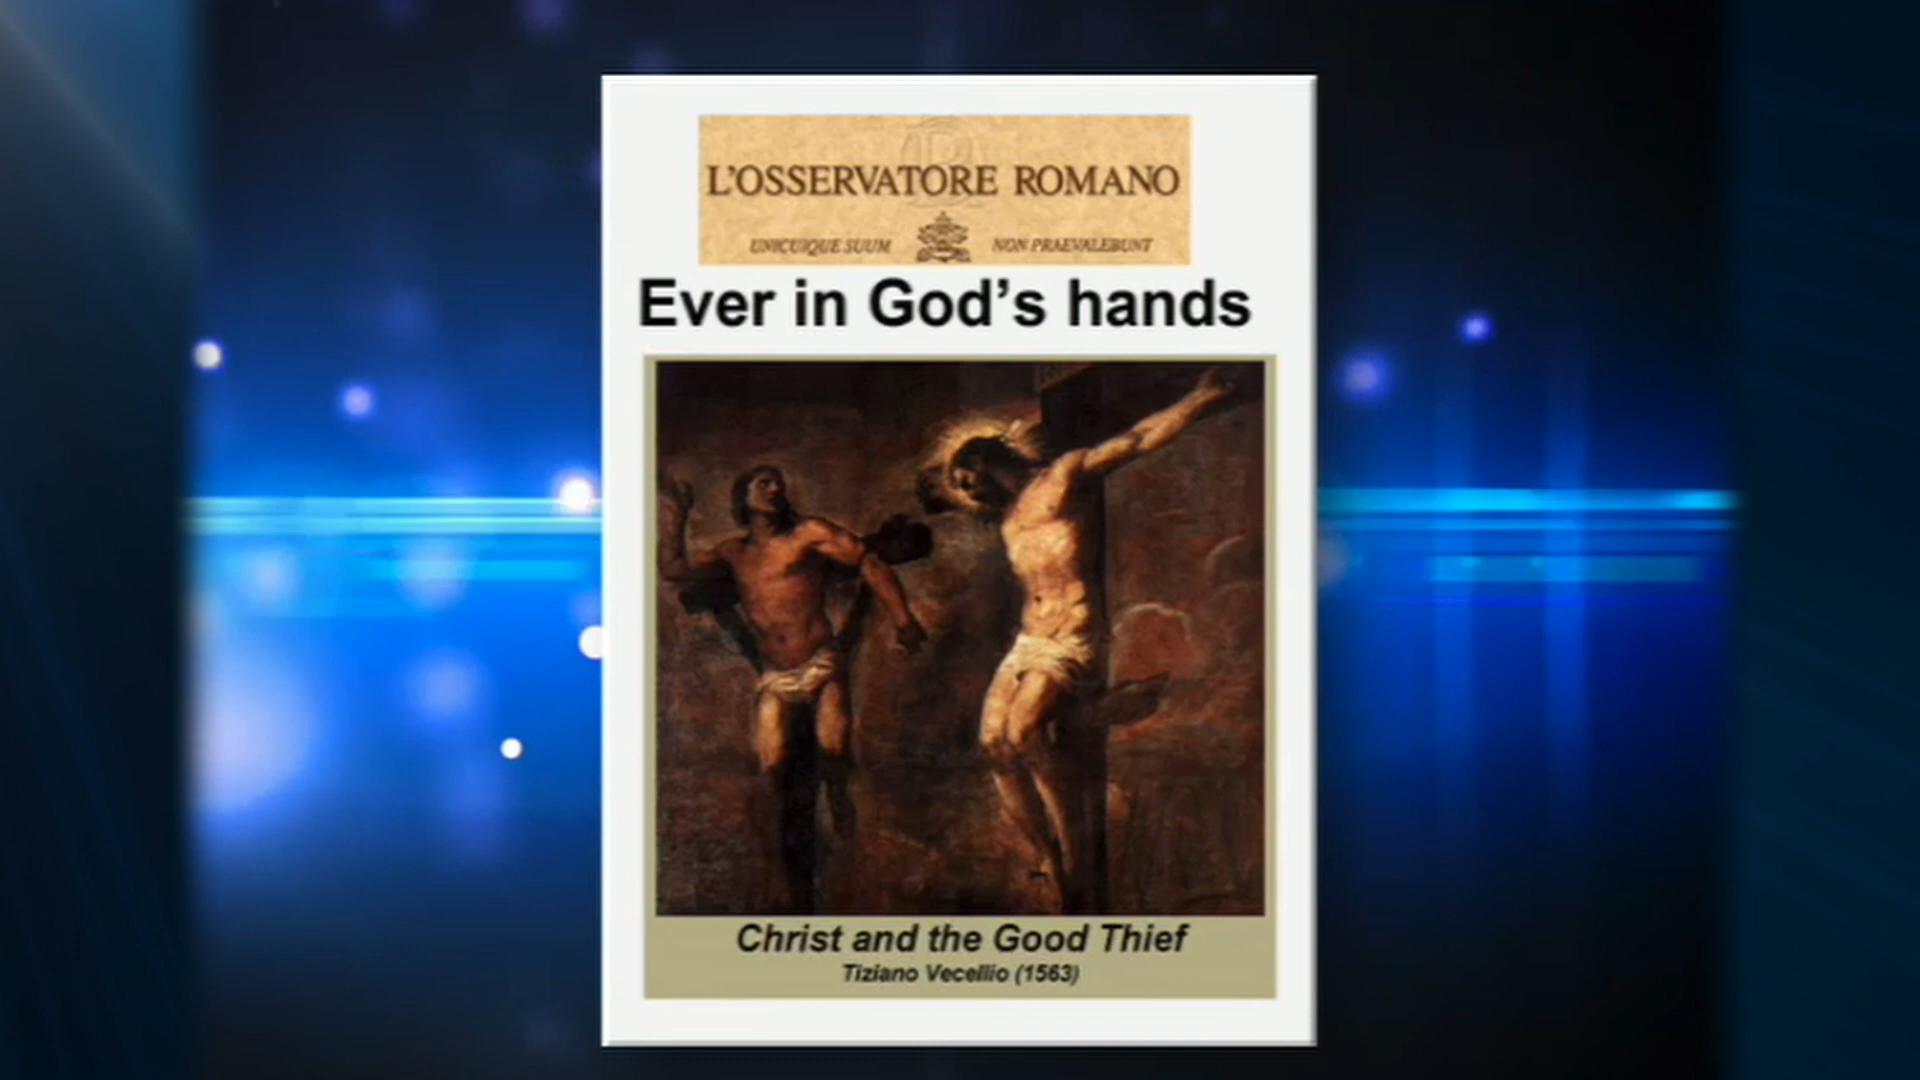 L'OSSERVATORE ROMANO
UNICUIQUE SUUM NON PRAEVALEBUNT
Ever in God’s hands
Christ and the Good Thief
Tiziano Vecellio (1563)